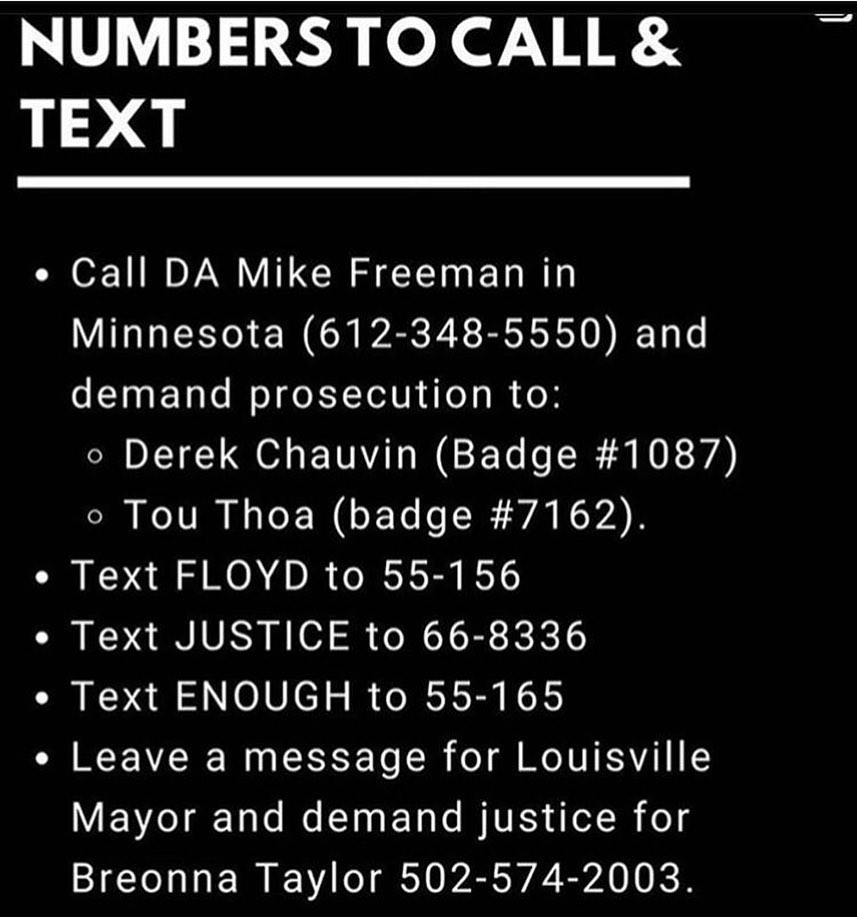 NUMBERS TO CALL &
TEXT
• Call DA Mike Freeman in
Minnesota (612-348-5550) and
demand prosecution to:
◦ Derek Chauvin (Badge #1087)
◦ Tou Thoa (badge #7162).
• Text FLOYD to 55-156
• Text JUSTICE to 66-8336
• Text ENOUGH to 55-165
• Leave a message for Louisville
Mayor and demand justice for
Breonna Taylor 502-574-2003.